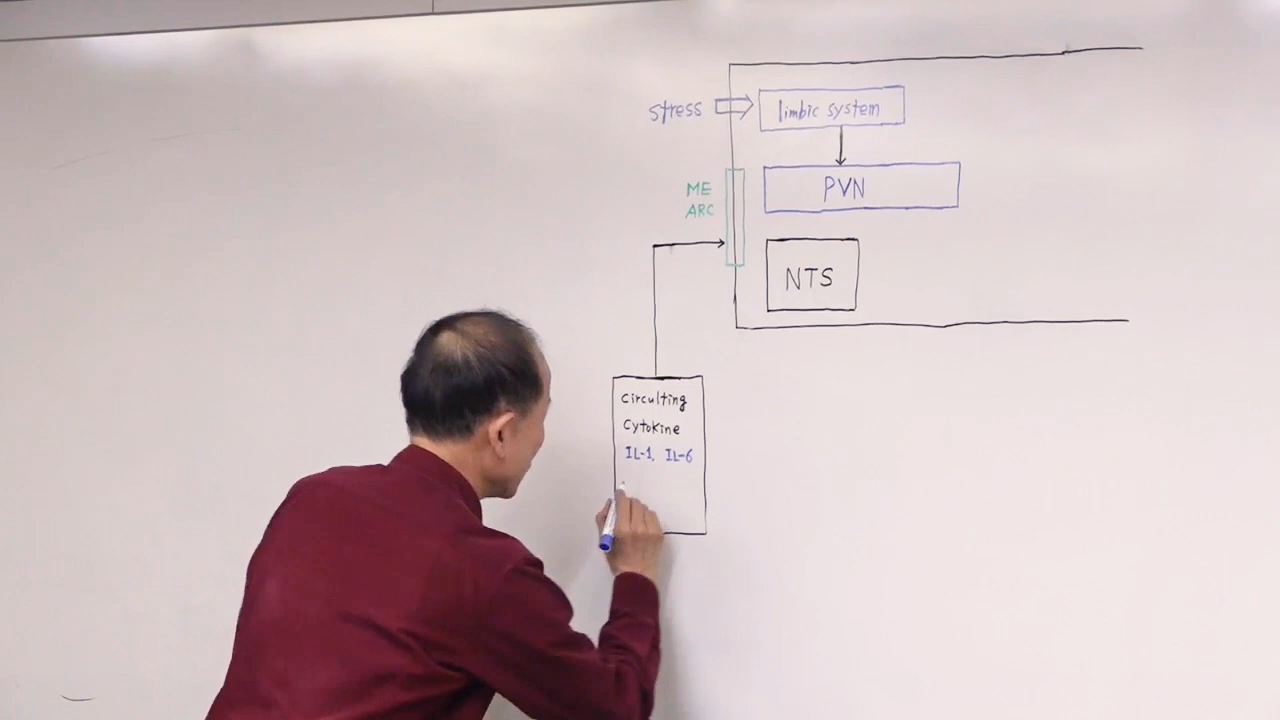 stress
limbic system
PVN
ME
ARC
NTS
Circulting
Cytokine
IL-1, IL-6